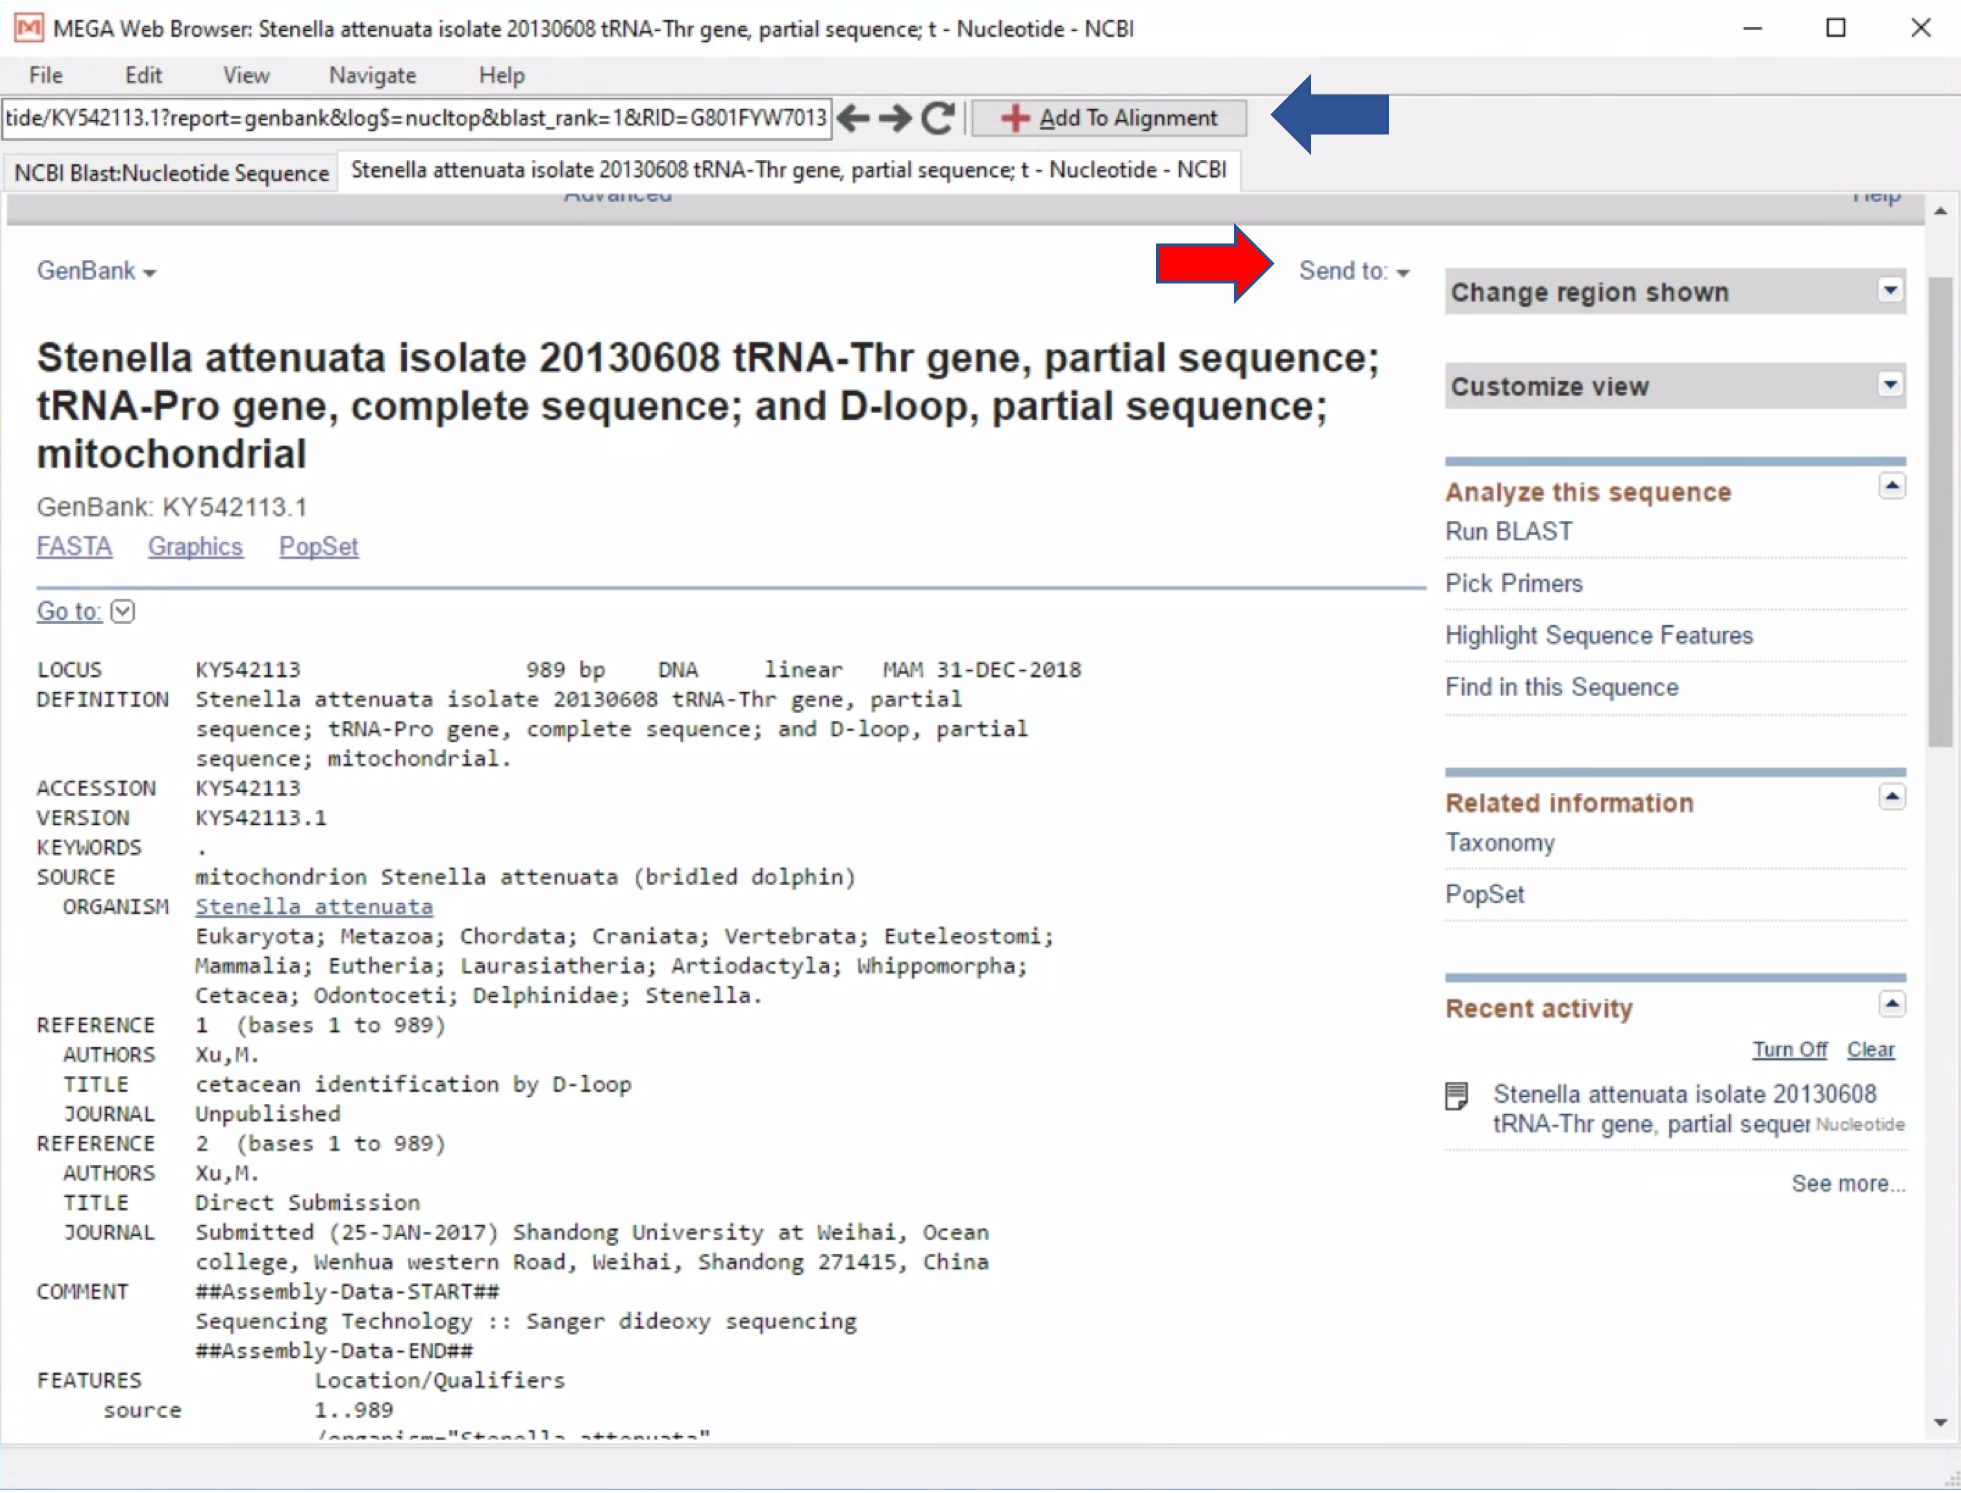 MEGA Web Browser: Stenella attenuata isolate 20130608 tRNA-Thr gene, partial sequence; t - Nucleotide - NCBI
File Edit View Navigate Help
tide/KY542113.1?report=genbank&log$=nucltop&blast_rank=1&RID=G801FYW7013 Add To Alignment
NCBI Blast:Nucleotide Sequence Stenella attenuata isolate 20130608 tRNA-Thr gene, partial sequence; t - Nucleotide - NCBI
Advanced Help
GenBank Send to:
Stenella attenuata isolate 20130608 tRNA-Thr gene, partial sequence;
tRNA-Pro gene, complete sequence; and D-loop, partial sequence;
mitochondrial
GenBank: KY542113.1
FASTA Graphics PopSet
Go to:
LOCUS KY542113 989 bp DNA linear MAM 31-DEC-2018
DEFINITION Stenella attenuata isolate 20130608 tRNA-Thr gene, partial
sequence; tRNA-Pro gene, complete sequence; and D-loop, partial
sequence; mitochondrial.
ACCESSION KY542113
VERSION KY542113.1
KEYWORDS .
SOURCE mitochondrion Stenella attenuata (bridled dolphin)
ORGANISM Stenella attenuata
Eukaryota; Metazoa; Chordata; Craniata; Vertebrata; Euteleostomi;
Mammalia; Eutheria; Laurasiatheria; Artiodactyla; Whippomorpha;
Cetacea; Odontoceti; Delphinidae; Stenella.
REFERENCE 1 (bases 1 to 989)
AUTHORS Xu,M.
TITLE cetacean identification by D-loop
JOURNAL Unpublished
REFERENCE 2 (bases 1 to 989)
AUTHORS Xu,M.
TITLE Direct Submission
JOURNAL Submitted (25-JAN-2017) Shandong University at Weihai, Ocean
college, Wenhua western Road, Weihai, Shandong 271415, China
COMMENT ##Assembly-Data-START##
Sequencing Technology :: Sanger dideoxy sequencing
##Assembly-Data-END##
FEATURES Location/Qualifiers
source 1..989
/organism="Stenella attenuata"
Change region shown
Customize view
Analyze this sequence
Run BLAST
Pick Primers
Highlight Sequence Features
Find in this Sequence
Related information
Taxonomy
PopSet
Recent activity
Turn Off Clear
Stenella attenuata isolate 20130608
tRNA-Thr gene, partial sequer Nucleotide
See more...